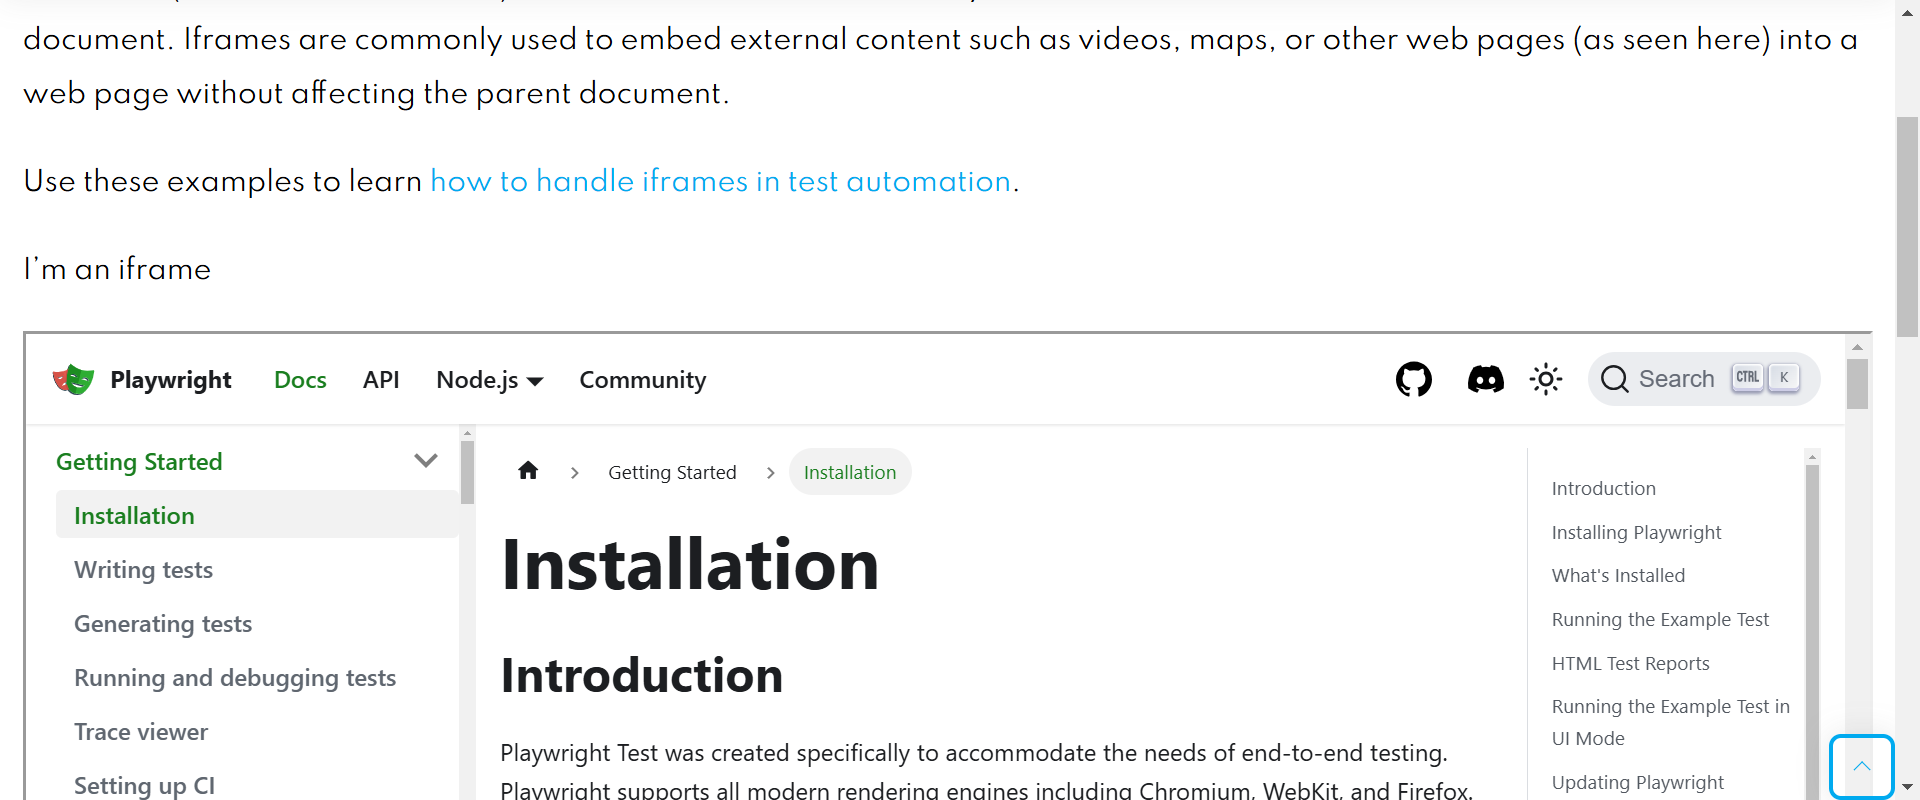 document. Iframes are commonly used to embed external content such as videos, maps, or other web pages (as seen here) into a
web page without affecting the parent document.
Use these examples to learn how to handle iframes in test automation.
I'm an iframe
Playwright Docs API Node.js Community Search CTRL K
Getting Started
Installation
Writing tests
Generating tests
Running and debugging tests
Trace viewer
Setting up CI
Getting Started Installation
Installation
Introduction
Playwright Test was created specifically to accommodate the needs of end-to-end testing.
Playwright supports all modern rendering engines including Chromium, WebKit, and Firefox.
Introduction
Installing Playwright
What's Installed
Running the Example Test
HTML Test Reports
Running the Example Test in
UI Mode
Updating Playwright